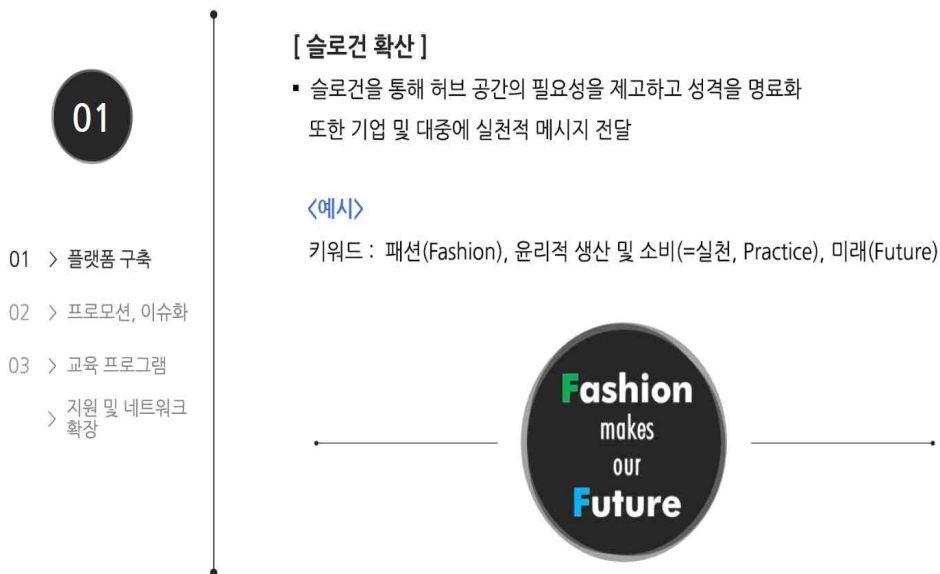 01
01 > 플랫폼 구축
02 > 프로모션, 이슈화
03 > 교육 프로그램
> 지원 및 네트워크
확장
[ 슬로건 확산 ]
▪ 슬로건을 통해 허브 공간의 필요성을 제고하고 성격을 명료화
또한 기업 및 대중에 실천적 메시지 전달
<예시>
키워드 : 패션(Fashion), 윤리적 생산 및 소비(=실천, Practice), 미래(Future)
Fashion
makes
our
Future